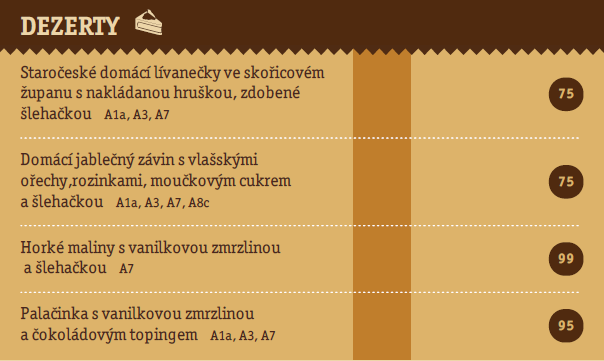 DEZERTY
Staročeské domácí lívanečky ve skořicovém
županu s nakládanou hruškou, zdobené
šlehačkou A1a, A3, A7
75
Domácí jablečný závin s vlašskými
ořechy,rozinkami, moučkovým cukrem
a šlehačkou A1a, A3, A7, A8c
75
Horké maliny s vanilkovou zmrzlinou
a šlehačkou A7
99
Palačinka s vanilkovou zmrzlinou
a čokoládovým topingem A1a, A3, A7
95